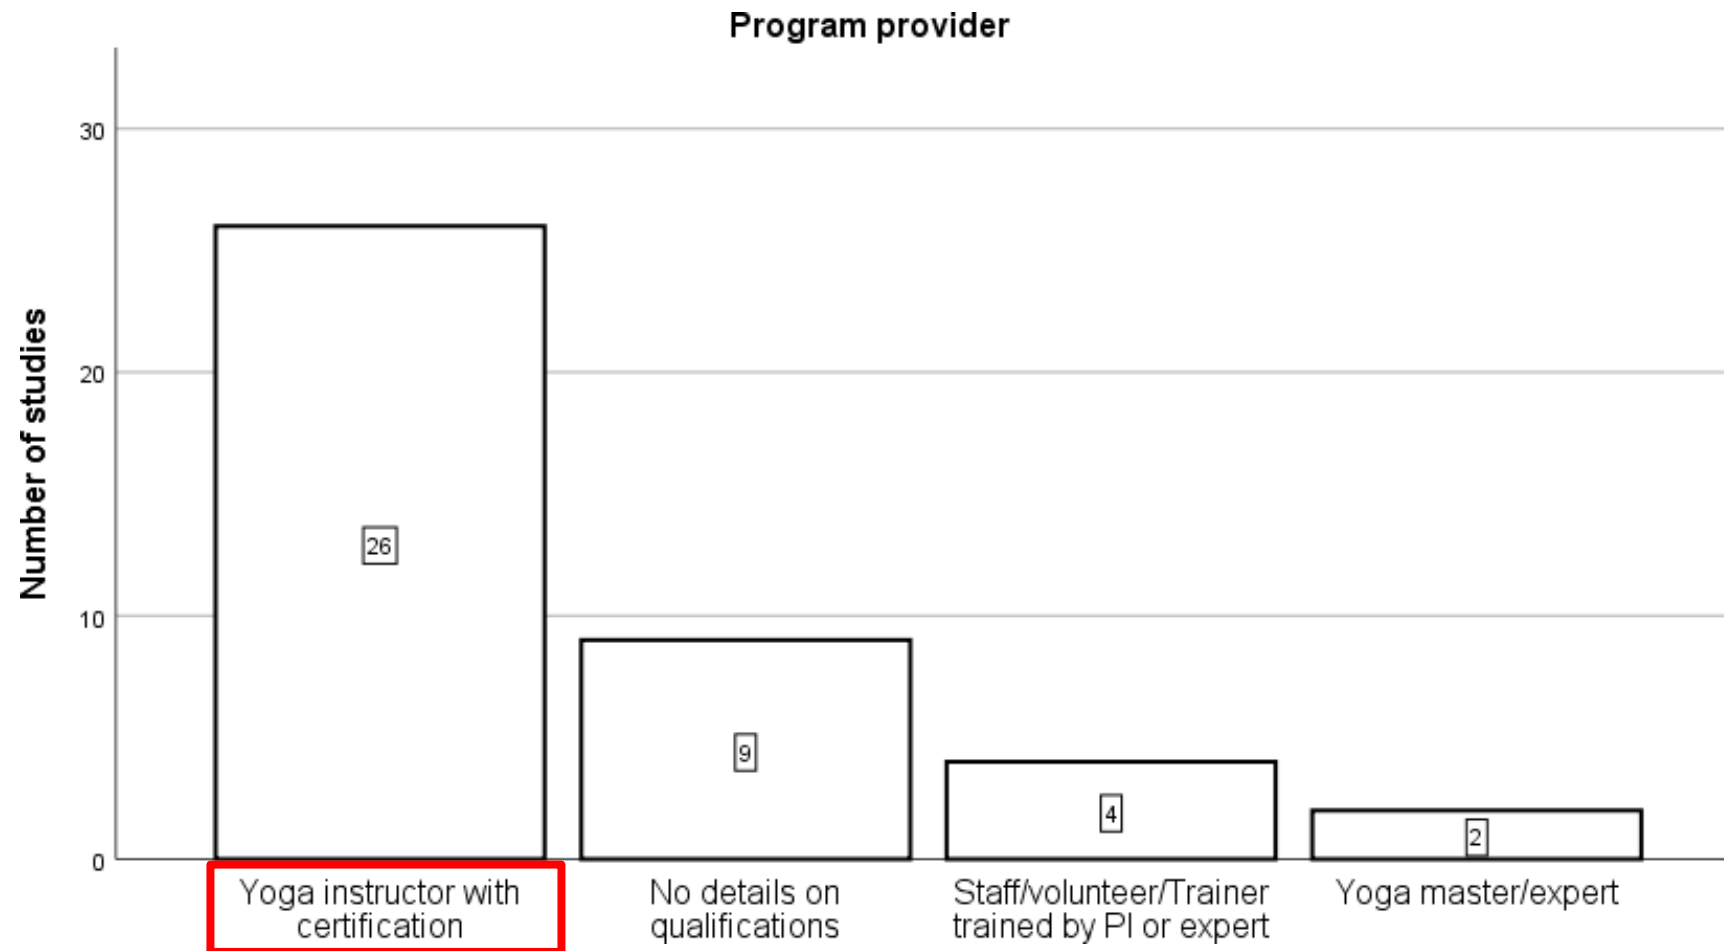 Program provider
Number of studies
30
20
10
0
26
9
4
2
Yoga instructor with
certification
No details on
qualifications
Staff/volunteer/Trainer
trained by PI or expert
Yoga master/expert